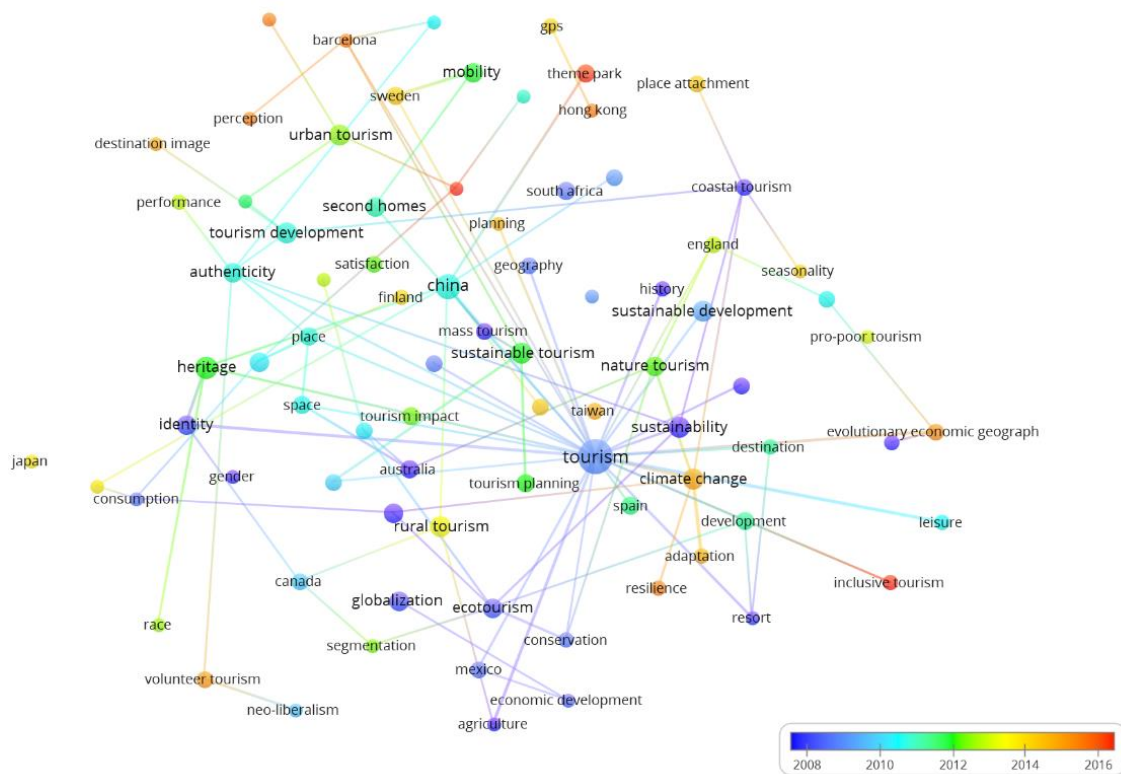 barcelona
gps
mobility
theme park
sweden
place attachment
perception
hong kong
urban tourism
destination image
coastal tourism
south africa
performance
second homes
planning
tourism development
england
satisfaction
geography
authenticity
seasonality
china
history
finland
sustainable development
mass tourism
place
pro-poor tourism
sustainable tourism
heritage
nature tourism
space
tourism impact
taiwan
identity
sustainability
evolutionary economic geograph
destination
tourism
japan
gender
australia
tourism planning
climate change
consumption
spain
development
leisure
rural tourism
adaptation
canada
resilience
inclusive tourism
globalization
ecotourism
resort
race
segmentation
conservation
volunteer tourism
mexico
economic development
neo-liberalism
agriculture
2008 2010 2012 2014 2016